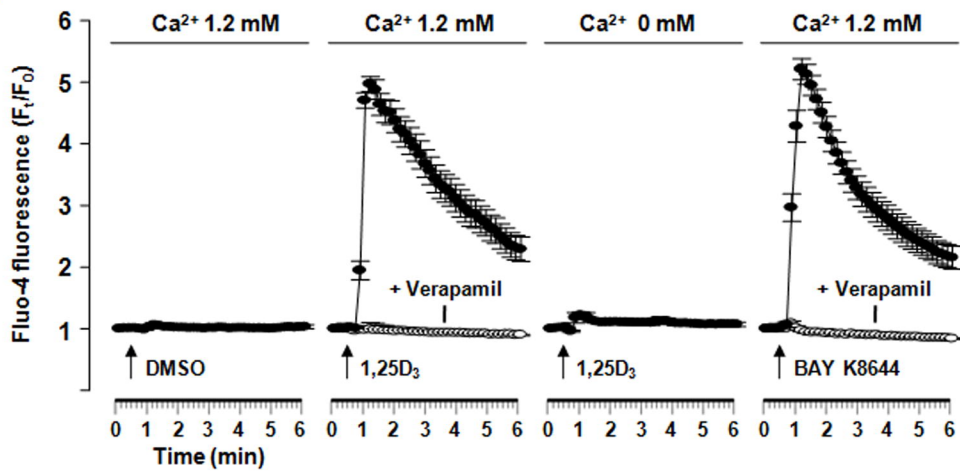 Ca²⁺ 1.2 mM Ca²⁺ 1.2 mM Ca²⁺ 0 mM Ca²⁺ 1.2 mM
Fluo-4 fluorescence (Fₜ/F₀)
6
5
4
3
2
1
+ Verapamil + Verapamil
DMSO 1,25D₃ 1,25D₃ BAY K8644
0 1 2 3 4 5 6 0 1 2 3 4 5 6 0 1 2 3 4 5 6 0 1 2 3 4 5 6
Time (min)